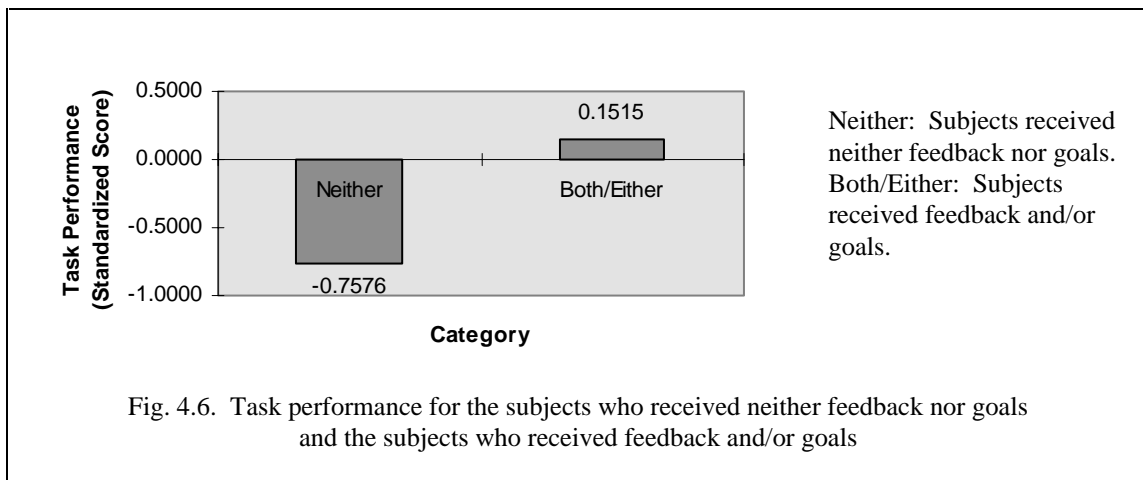 Task Performance
(Standardized Score)
0.5000
0.0000
-0.5000
-1.0000
0.1515
Neither
Both/Either
-0.7576
Category
Neither: Subjects received
neither feedback nor goals.
Both/Either: Subjects
received feedback and/or
goals.
Fig. 4.6. Task performance for the subjects who received neither feedback nor goals
and the subjects who received feedback and/or goals